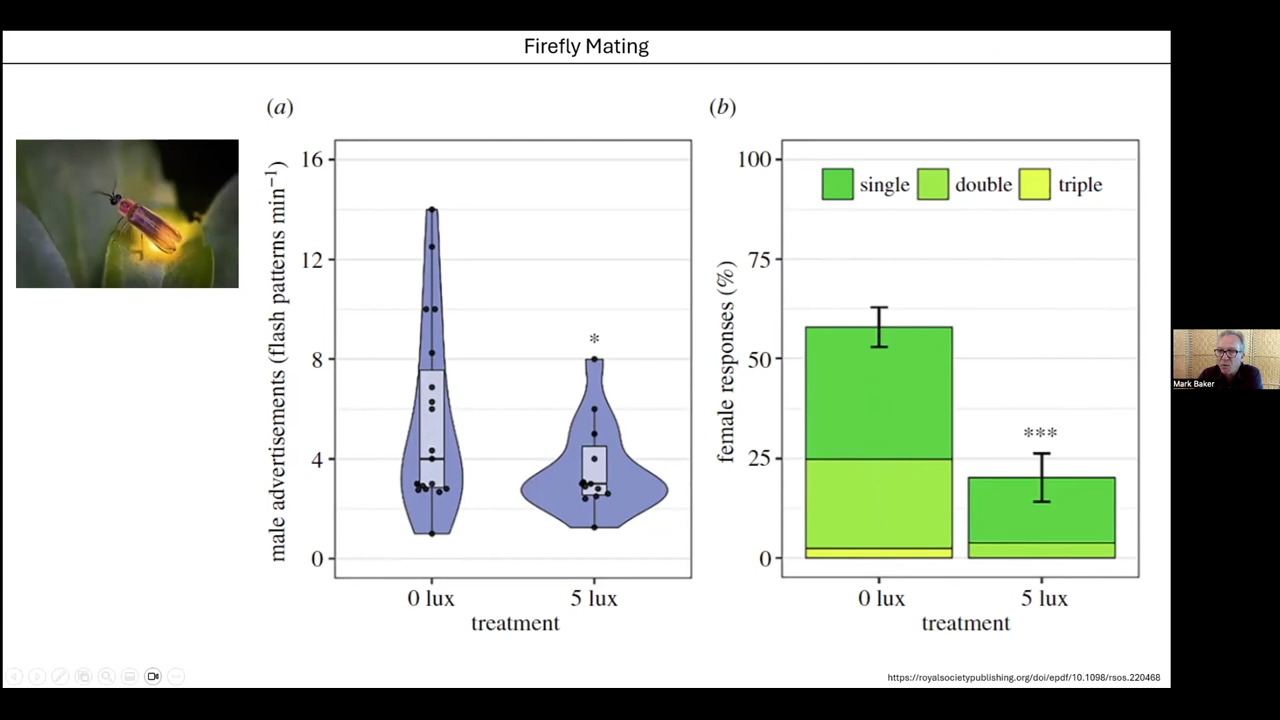 Firefly Mating
(a)
male advertisements (flash patterns min⁻¹)
16
12
8
4
0
*
0 lux
5 lux
treatment
(b)
female responses (%)
100
75
50
25
0
single
double
triple
***
0 lux
5 lux
treatment
https://royalsocietypublishing.org/doi/epdf/10.1098/rsos.220468
Mark Baker